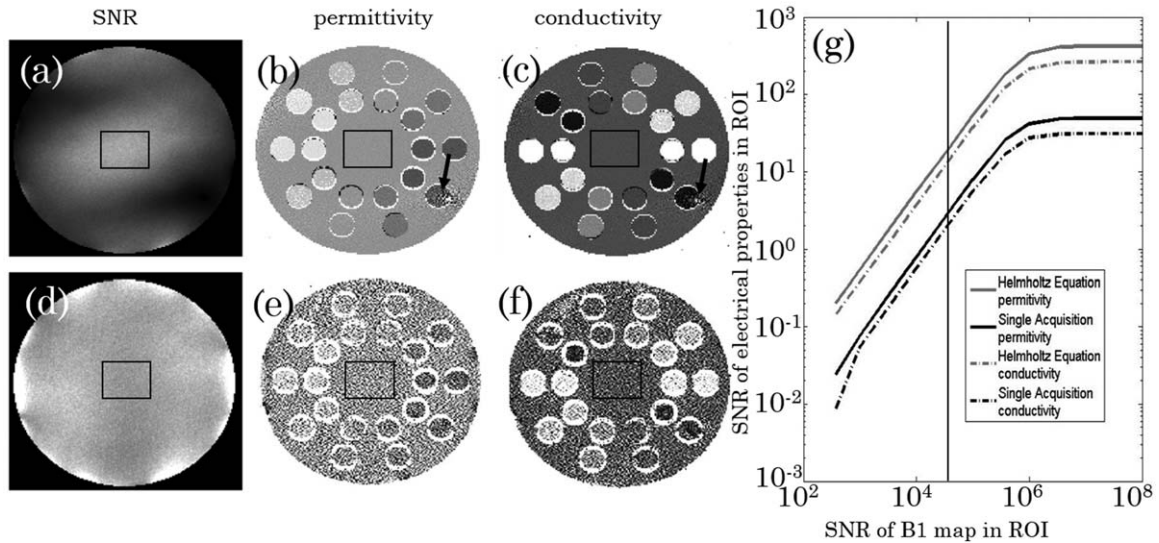 SNR
permittivity
conductivity
(a)
(b)
(c)
(d)
(e)
(f)
(g)
SNR of electrical properties in ROI
10^3
10^2
10^1
10^0
10^-1
10^-2
10^-3
10^2
10^4
10^6
10^8
SNR of B1 map in ROI
Helmholtz Equation
permitivity
Single Acquisition
permitivity
Helmholtz Equation
conductivity
Single Acquisition
conductivity